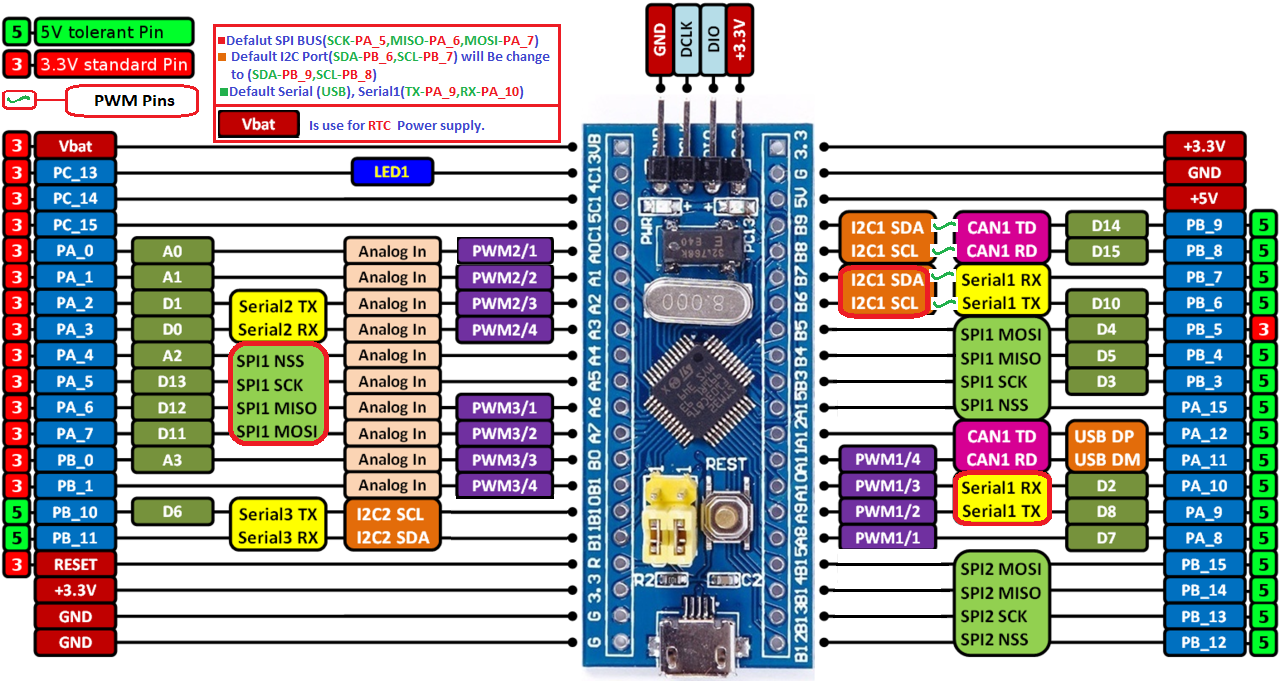 5 5V tolerant Pin
3 3.3V standard Pin
PWM Pins
Defalut SPI BUS(SCK-PA_5,MISO-PA_6,MOSI-PA_7)
Default I2C Port(SDA-PB_6,SCL-PB_7) will Be change
to (SDA-PB_9,SCL-PB_8)
Default Serial (USB), Serial1(TX-PA_9,RX-PA_10)
Vbat Is use for RTC Power supply.
GND DCLK DIO +3.3V
3 Vbat
3 PC_13 LED1
3 PC_14
3 PC_15
3 PA_0 A0 Analog In PWM2/1
3 PA_1 A1 Analog In PWM2/2
3 PA_2 D1 Serial2 TX Analog In PWM2/3
3 PA_3 D0 Serial2 RX Analog In PWM2/4
3 PA_4 A2 SPI1 NSS Analog In
3 PA_5 D13 SPI1 SCK Analog In
3 PA_6 D12 SPI1 MISO Analog In PWM3/1
3 PA_7 D11 SPI1 MOSI Analog In PWM3/2
3 PB_0 A3 Analog In PWM3/3
3 PB_1 Analog In PWM3/4
5 PB_10 D6 Serial3 TX I2C2 SCL
5 PB_11 Serial3 RX I2C2 SDA
3 RESET
+3.3V
GND
GND
VB
C13
C14
C15
A0
A1
A2
A3
A4
A5
A6
A7
B0
B1
B10
B11
R
3.3
G
G
PWR
PC13
32.768K
E
8.000
REST
R2
C2
3.3
G
5V
B9
B8
B7
B6
B5
B4
B3
A15
A12
A11
A10
A9
A8
B15
B14
B13
B12
+3.3V
GND
+5V
I2C1 SDA CAN1 TD D14 PB_9 5
I2C1 SCL CAN1 RD D15 PB_8 5
I2C1 SDA Serial1 RX PB_7 5
I2C1 SCL Serial1 TX D10 PB_6 5
SPI1 MOSI D4 PB_5 3
SPI1 MISO D5 PB_4 5
SPI1 SCK D3 PB_3 5
SPI1 NSS PA_15 5
CAN1 TD USB DP PA_12 5
PWM1/4 CAN1 RD USB DM PA_11 5
PWM1/3 Serial1 RX D2 PA_10 5
PWM1/2 Serial1 TX D8 PA_9 5
PWM1/1 D7 PA_8 5
SPI2 MOSI PB_15 5
SPI2 MISO PB_14 5
SPI2 SCK PB_13 5
SPI2 NSS PB_12 5